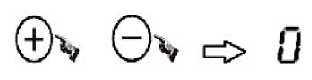 + - ⇨ 0